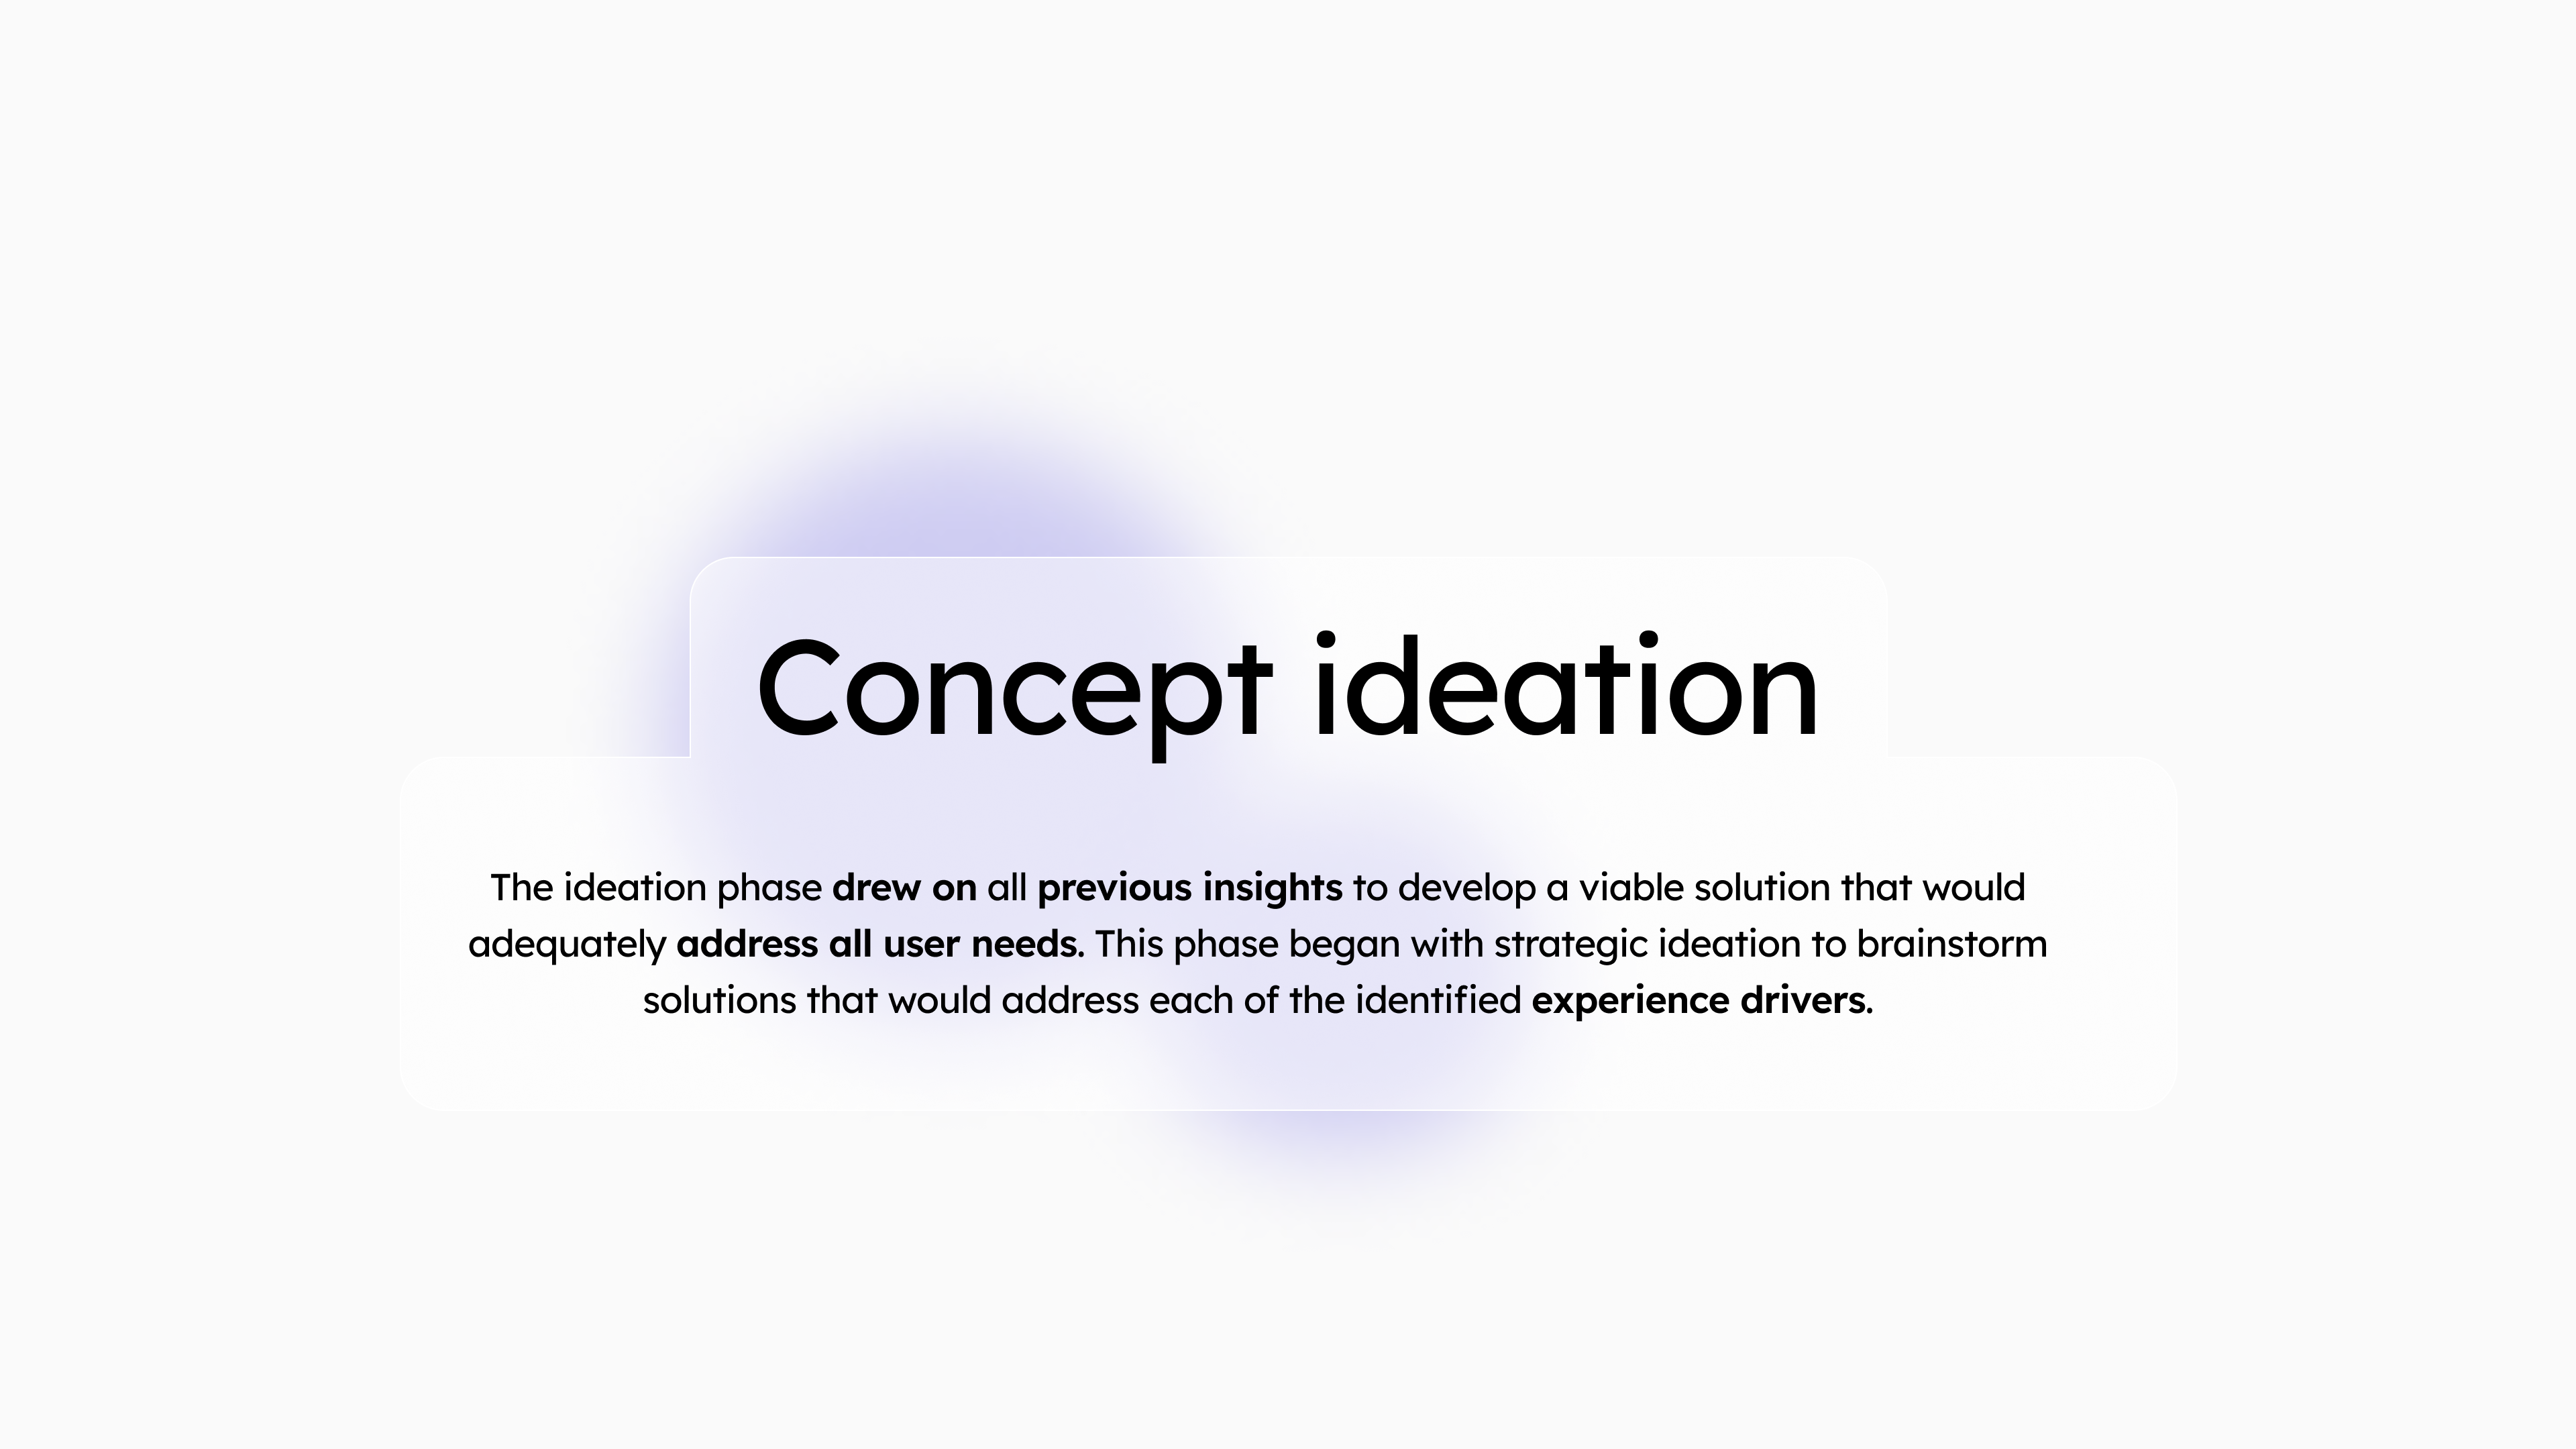 Concept ideation
The ideation phase drew on all previous insights to develop a viable solution that would
adequately address all user needs. This phase began with strategic ideation to brainstorm
solutions that would address each of the identified experience drivers.